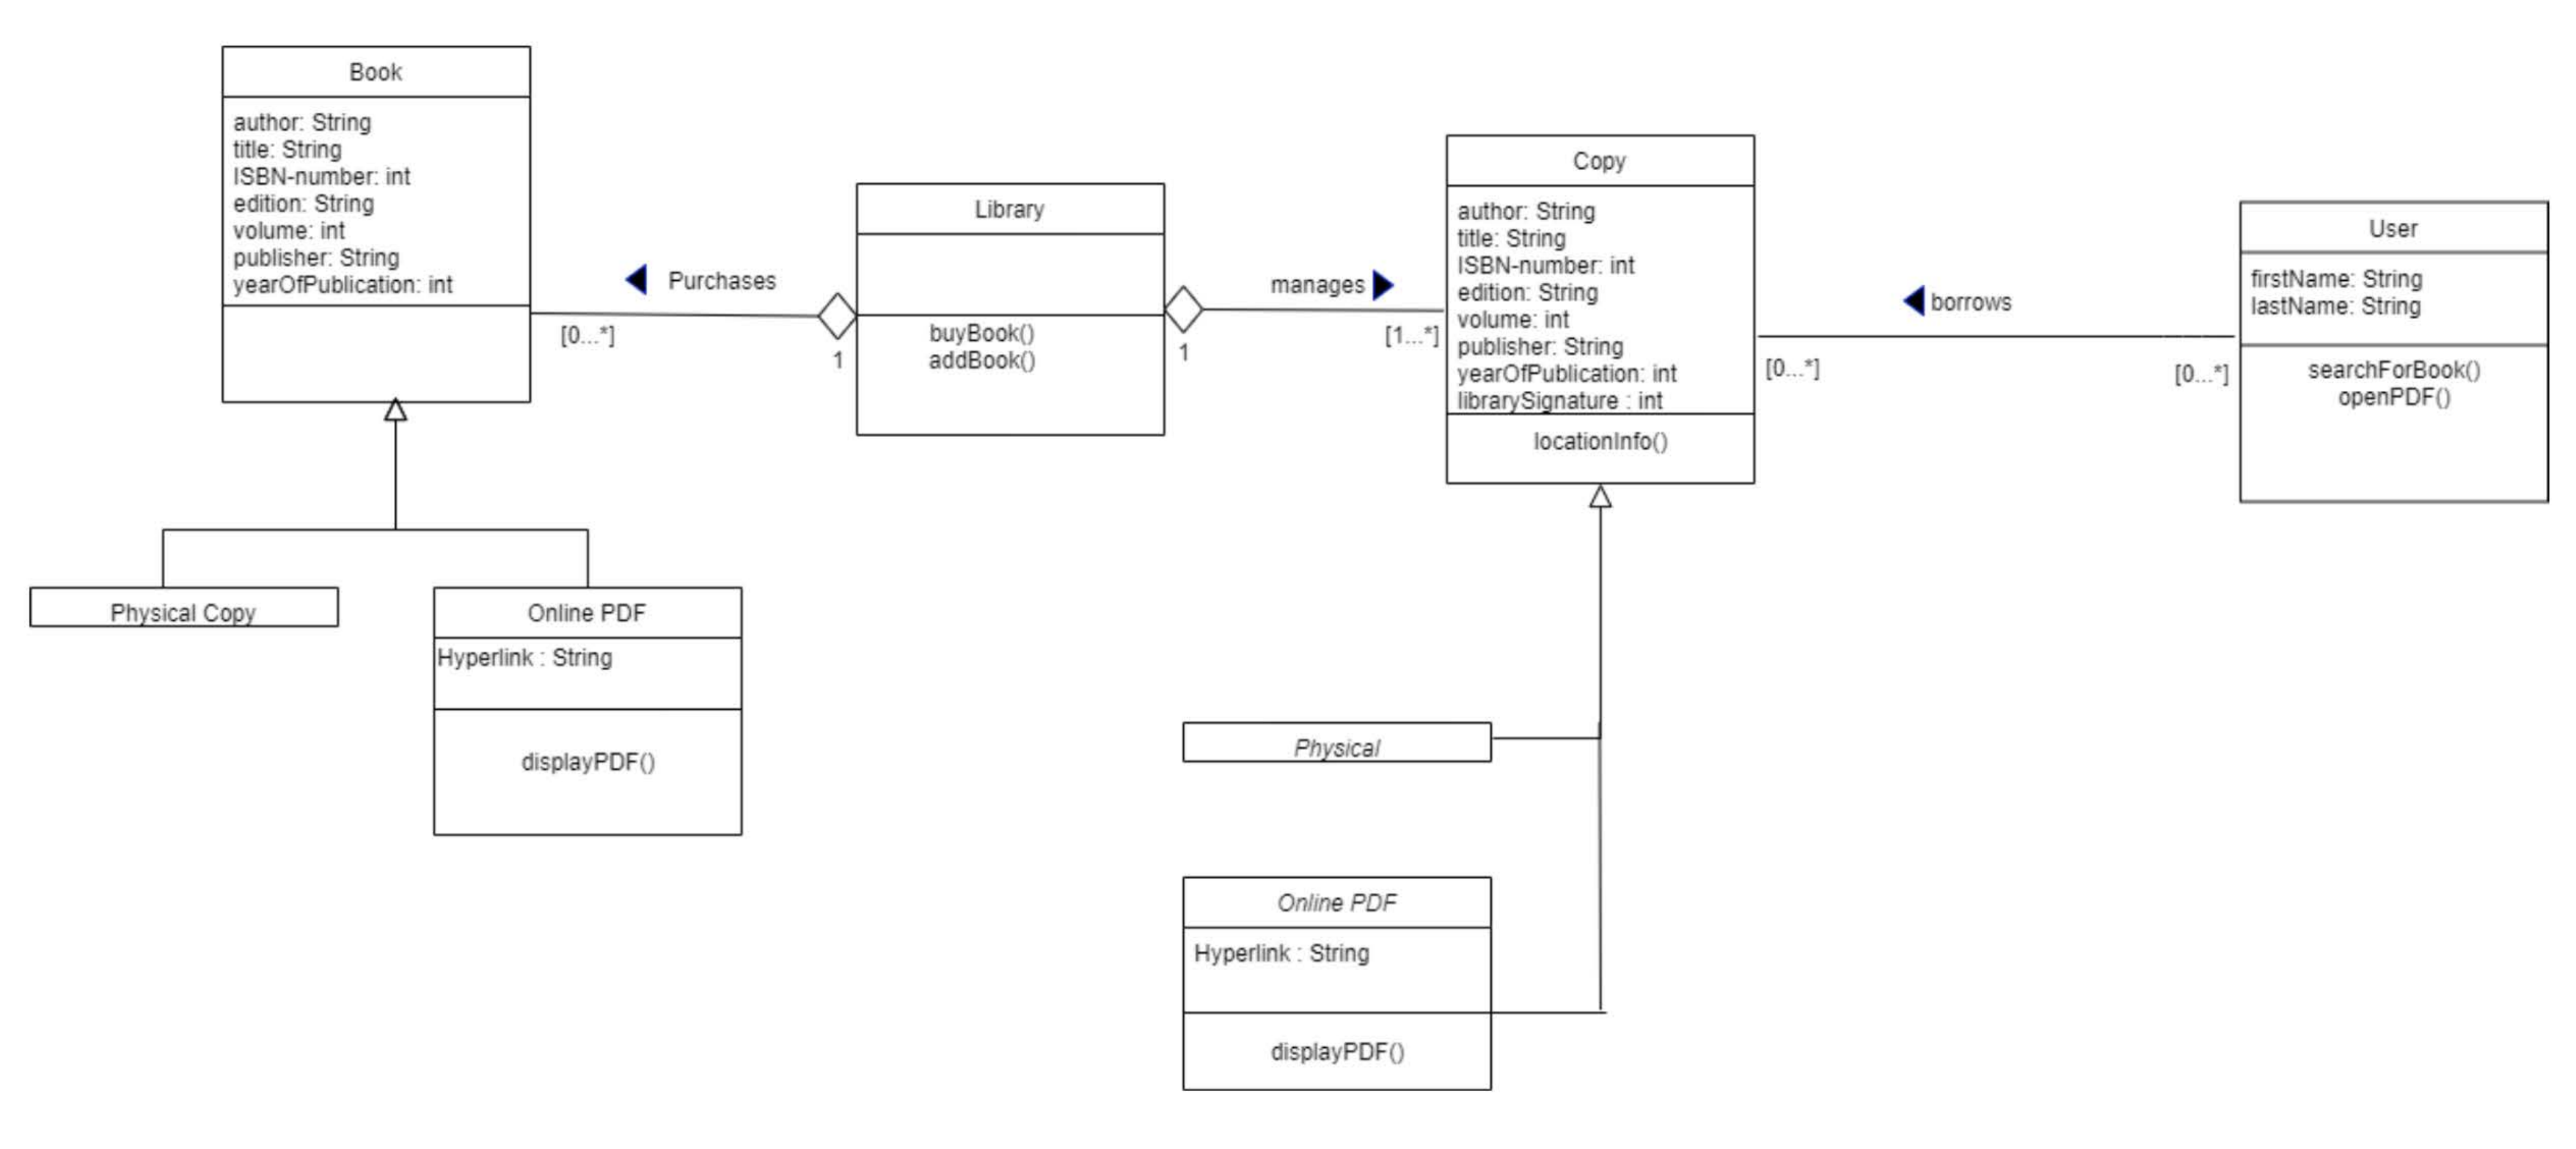 Book
author: String
title: String
ISBN-number: int
edition: String
volume: int
publisher: String
yearOfPublication: int
Purchases
[0...*]
1
Library
buyBook()
addBook()
1
manages
[1...*]
Copy
author: String
title: String
ISBN-number: int
edition: String
volume: int
publisher: String
yearOfPublication: int
librarySignature : int
locationInfo()
borrows
[0...*]
[0...*]
User
firstName: String
lastName: String
searchForBook()
openPDF()
Physical Copy
Online PDF
Hyperlink : String
displayPDF()
Physical
Online PDF
Hyperlink : String
displayPDF()